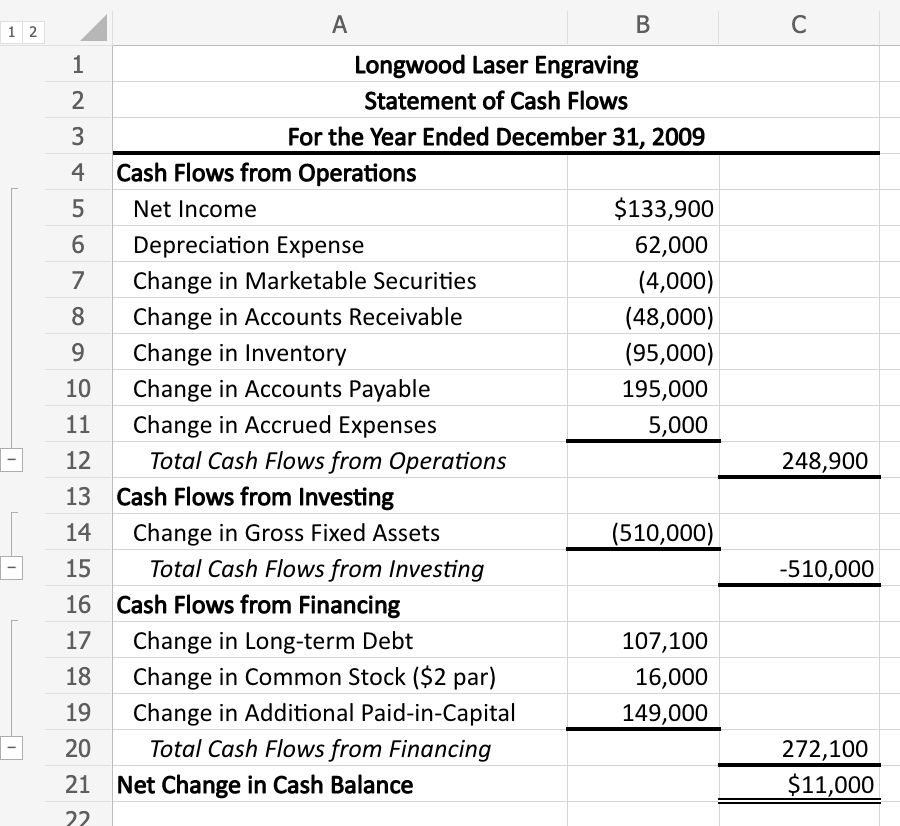 1 2 A B C
1 Longwood Laser Engraving
2 Statement of Cash Flows
3 For the Year Ended December 31, 2009
4 Cash Flows from Operations
5 Net Income $133,900
6 Depreciation Expense 62,000
7 Change in Marketable Securities (4,000)
8 Change in Accounts Receivable (48,000)
9 Change in Inventory (95,000)
10 Change in Accounts Payable 195,000
11 Change in Accrued Expenses 5,000
12 Total Cash Flows from Operations 248,900
13 Cash Flows from Investing
14 Change in Gross Fixed Assets (510,000)
15 Total Cash Flows from Investing -510,000
16 Cash Flows from Financing
17 Change in Long-term Debt 107,100
18 Change in Common Stock ($2 par) 16,000
19 Change in Additional Paid-in-Capital 149,000
20 Total Cash Flows from Financing 272,100
21 Net Change in Cash Balance $11,000
22